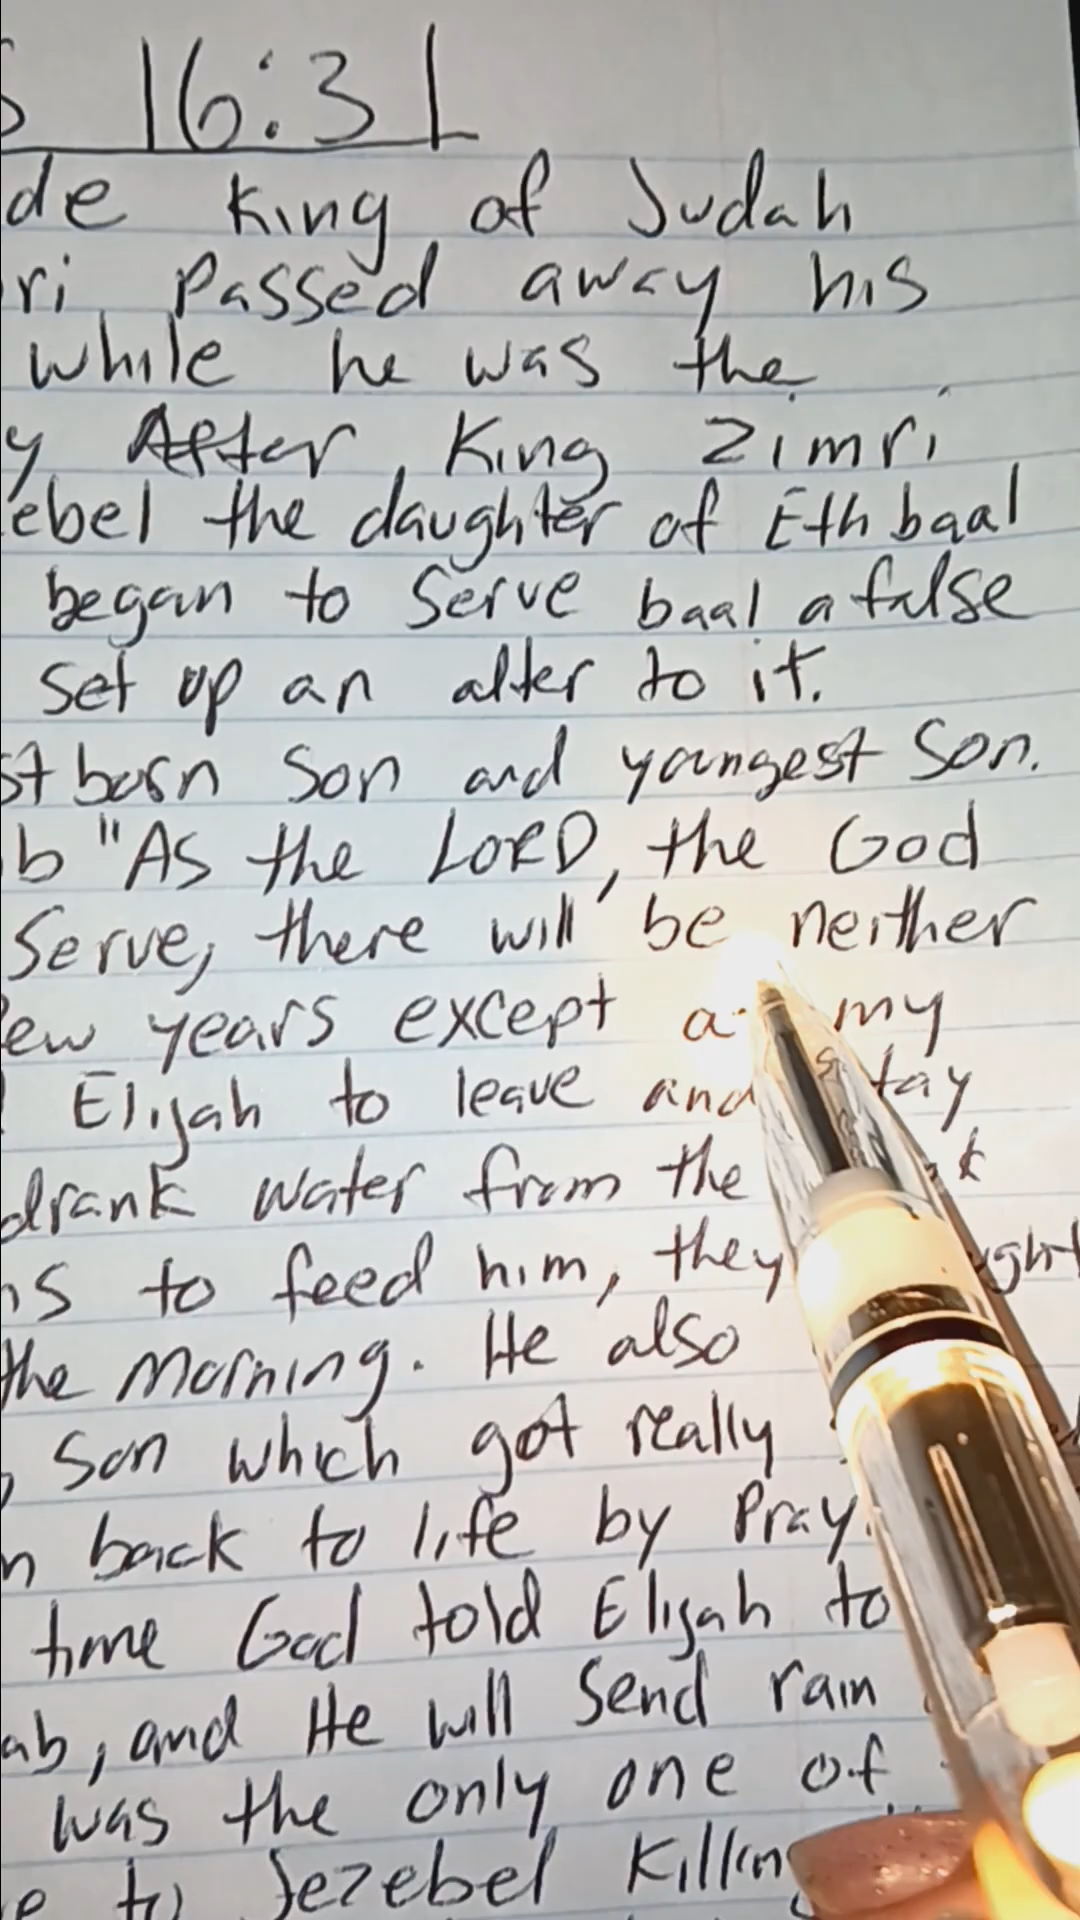 16:31
de King of Judah
ri Passed away his
while he was the
y After, King Zimri
ebel the daughter of Ethbaal
began to Serve baal a false
Set up an alter to it.
st born Son and youngest Son.
b "As the LORD, the God
Serve, there will be neither
ew years except at my
Elijah to leave and stay
drank water from the
ns to feed him, they
the Morning. He also
Son which got really
n back to life by Pray
time God told Elijah to
ab, and He will Send rain
was the only one of
e to Jezebel Killing